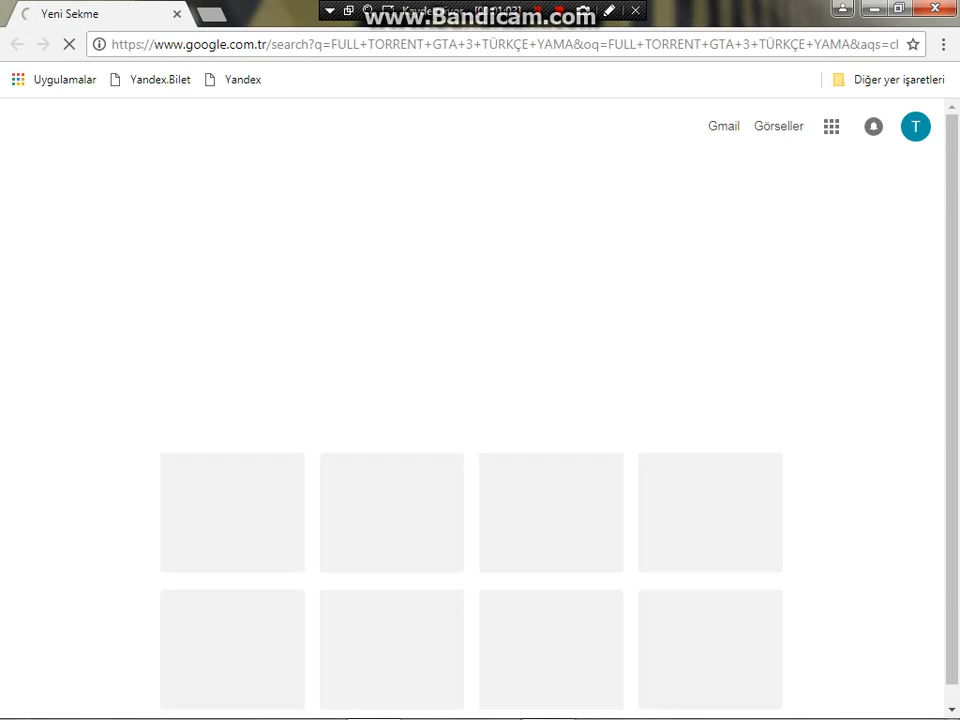 Yeni Sekme
www.Bandicam.com
https://www.google.com.tr/search?q=FULL+TORRENT+GTA+3+TÜRKÇE+YAMA&oq=FULL+TORRENT+GTA+3+TÜRKÇE+YAMA&aqs=cl
Uygulamalar Yandex.Bilet Yandex Diğer yer işaretleri
Gmail Görseller T